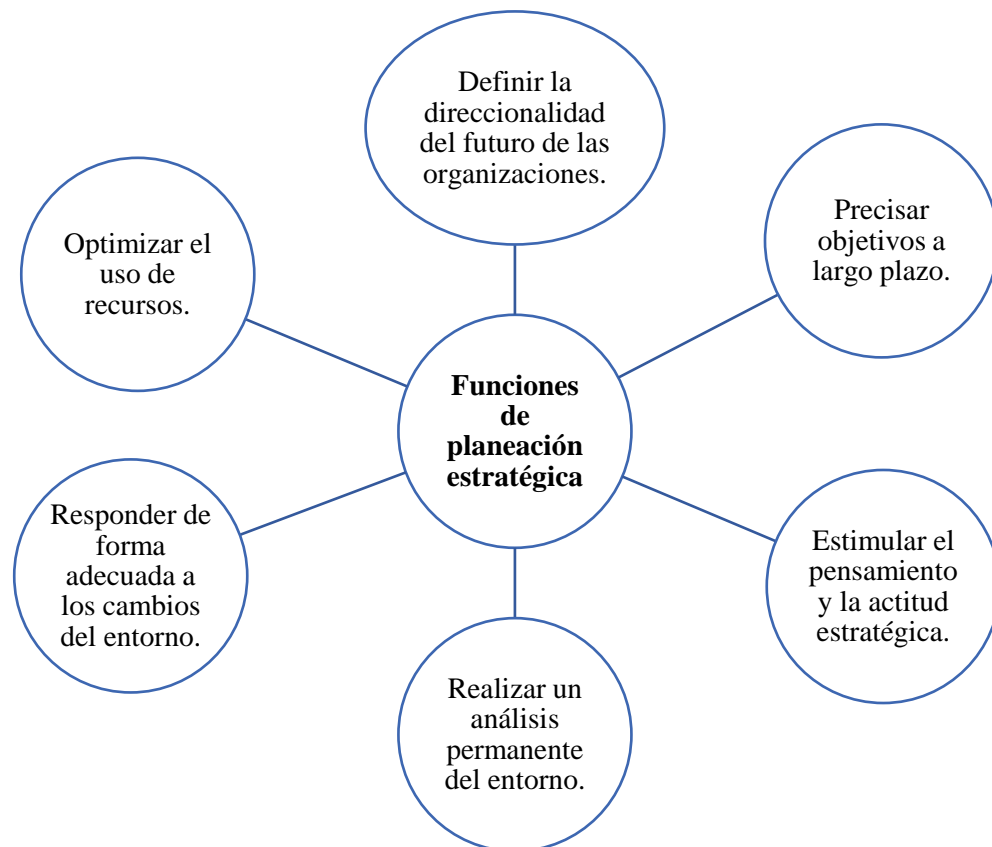 Definir la
direccionalidad
del futuro de las
organizaciones.
Precisar
objetivos a
largo plazo.
Optimizar el
uso de
recursos.
Funciones
de
planeación
estratégica
Responder de
forma
adecuada a
los cambios
del entorno.
Estimular el
pensamiento
y la actitud
estratégica.
Realizar un
análisis
permanente
del entorno.